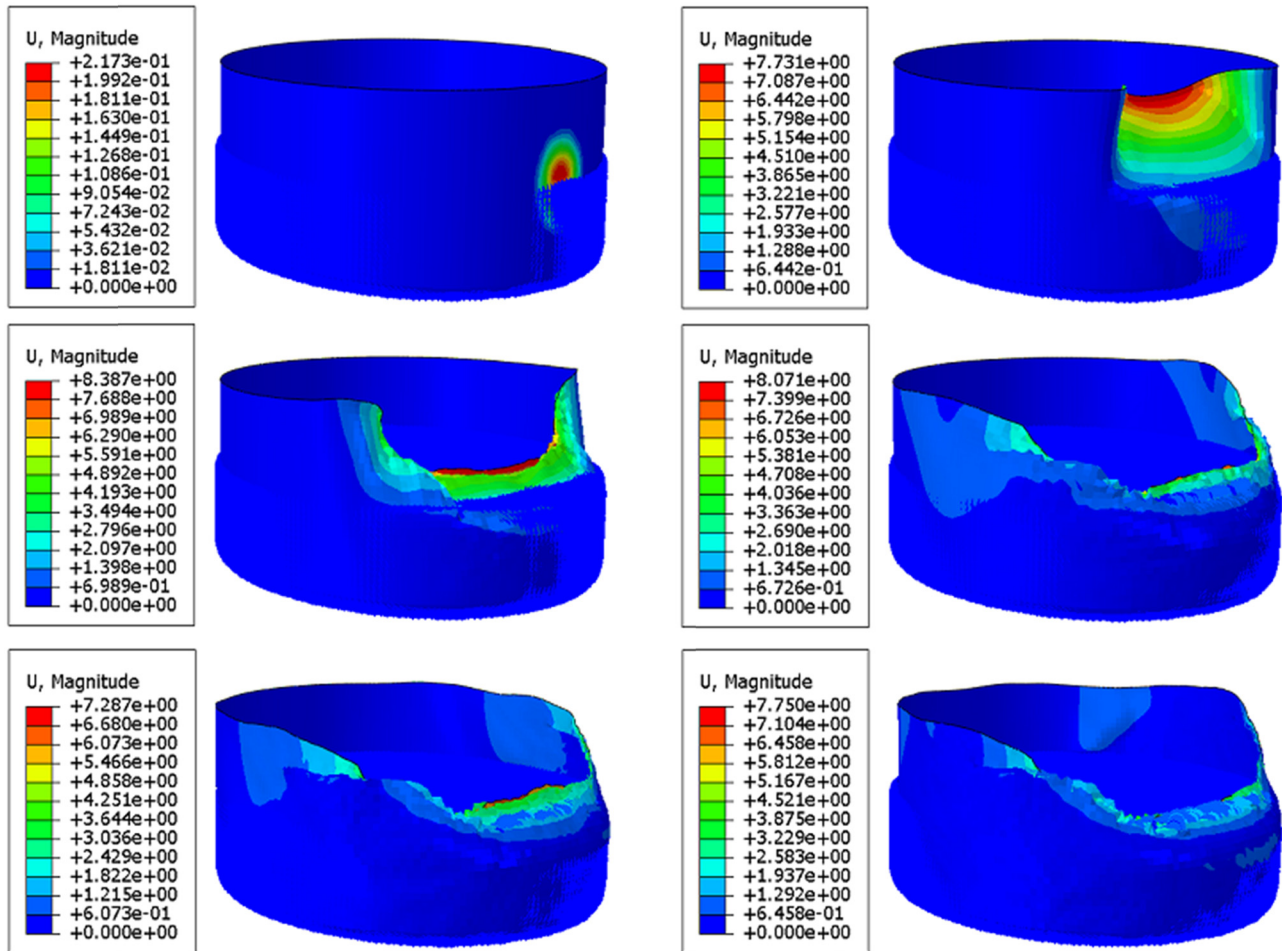 U, Magnitude
+2.173e-01
+1.992e-01
+1.811e-01
+1.630e-01
+1.449e-01
+1.268e-01
+1.086e-01
+9.054e-02
+7.243e-02
+5.432e-02
+3.621e-02
+1.811e-02
+0.000e+00
U, Magnitude
+7.731e+00
+7.087e+00
+6.442e+00
+5.798e+00
+5.154e+00
+4.510e+00
+3.865e+00
+3.221e+00
+2.577e+00
+1.933e+00
+1.288e+00
+6.442e-01
+0.000e+00
U, Magnitude
+8.387e+00
+7.688e+00
+6.989e+00
+6.290e+00
+5.591e+00
+4.892e+00
+4.193e+00
+3.494e+00
+2.796e+00
+2.097e+00
+1.398e+00
+6.989e-01
+0.000e+00
U, Magnitude
+8.071e+00
+7.399e+00
+6.726e+00
+6.053e+00
+5.381e+00
+4.708e+00
+4.036e+00
+3.363e+00
+2.690e+00
+2.018e+00
+1.345e+00
+6.726e-01
+0.000e+00
U, Magnitude
+7.287e+00
+6.680e+00
+6.073e+00
+5.466e+00
+4.858e+00
+4.251e+00
+3.644e+00
+3.036e+00
+2.429e+00
+1.822e+00
+1.215e+00
+6.073e-01
+0.000e+00
U, Magnitude
+7.750e+00
+7.104e+00
+6.458e+00
+5.812e+00
+5.167e+00
+4.521e+00
+3.875e+00
+3.229e+00
+2.583e+00
+1.937e+00
+1.292e+00
+6.458e-01
+0.000e+00